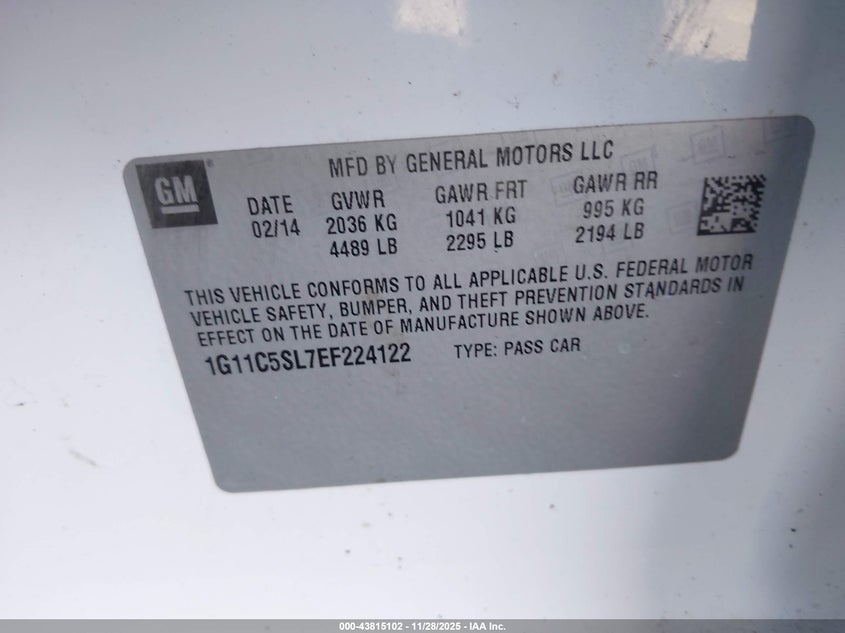 GM
MFD BY GENERAL MOTORS LLC
DATE GVWR GAWR FRT GAWR RR
02/14 2036 KG 1041 KG 995 KG
4489 LB 2295 LB 2194 LB
THIS VEHICLE CONFORMS TO ALL APPLICABLE U.S. FEDERAL MOTOR
VEHICLE SAFETY, BUMPER, AND THEFT PREVENTION STANDARDS IN
EFFECT ON THE DATE OF MANUFACTURE SHOWN ABOVE.
1G11C5SL7EF224122 TYPE: PASS CAR
000-43815102 - 11/28/2025 - IAA Inc.